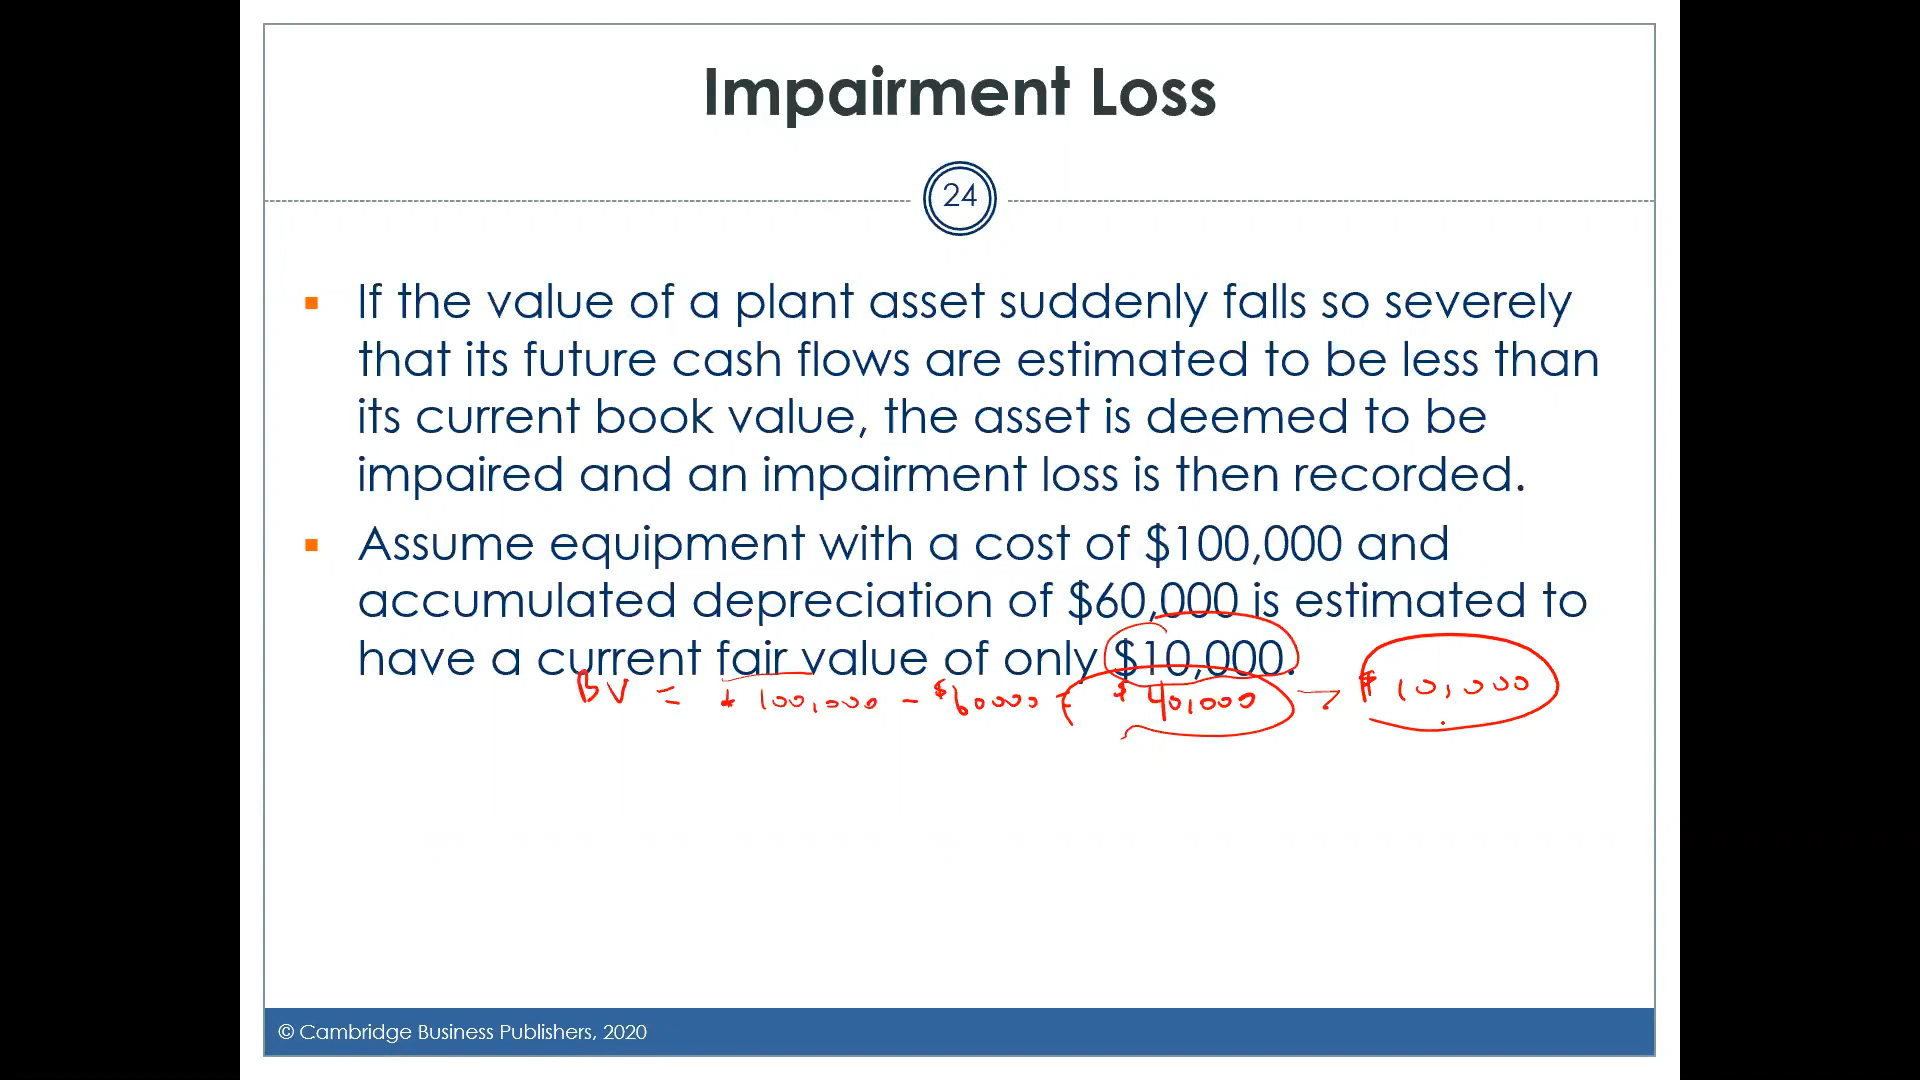 Impairment Loss
24
▪ If the value of a plant asset suddenly falls so severely
that its future cash flows are estimated to be less than
its current book value, the asset is deemed to be
impaired and an impairment loss is then recorded.
▪ Assume equipment with a cost of $100,000 and
accumulated depreciation of $60,000 is estimated to
have a current fair value of only $10,000.
BV = $100,000 - $60000 = $40,000 → $10,000
© Cambridge Business Publishers, 2020